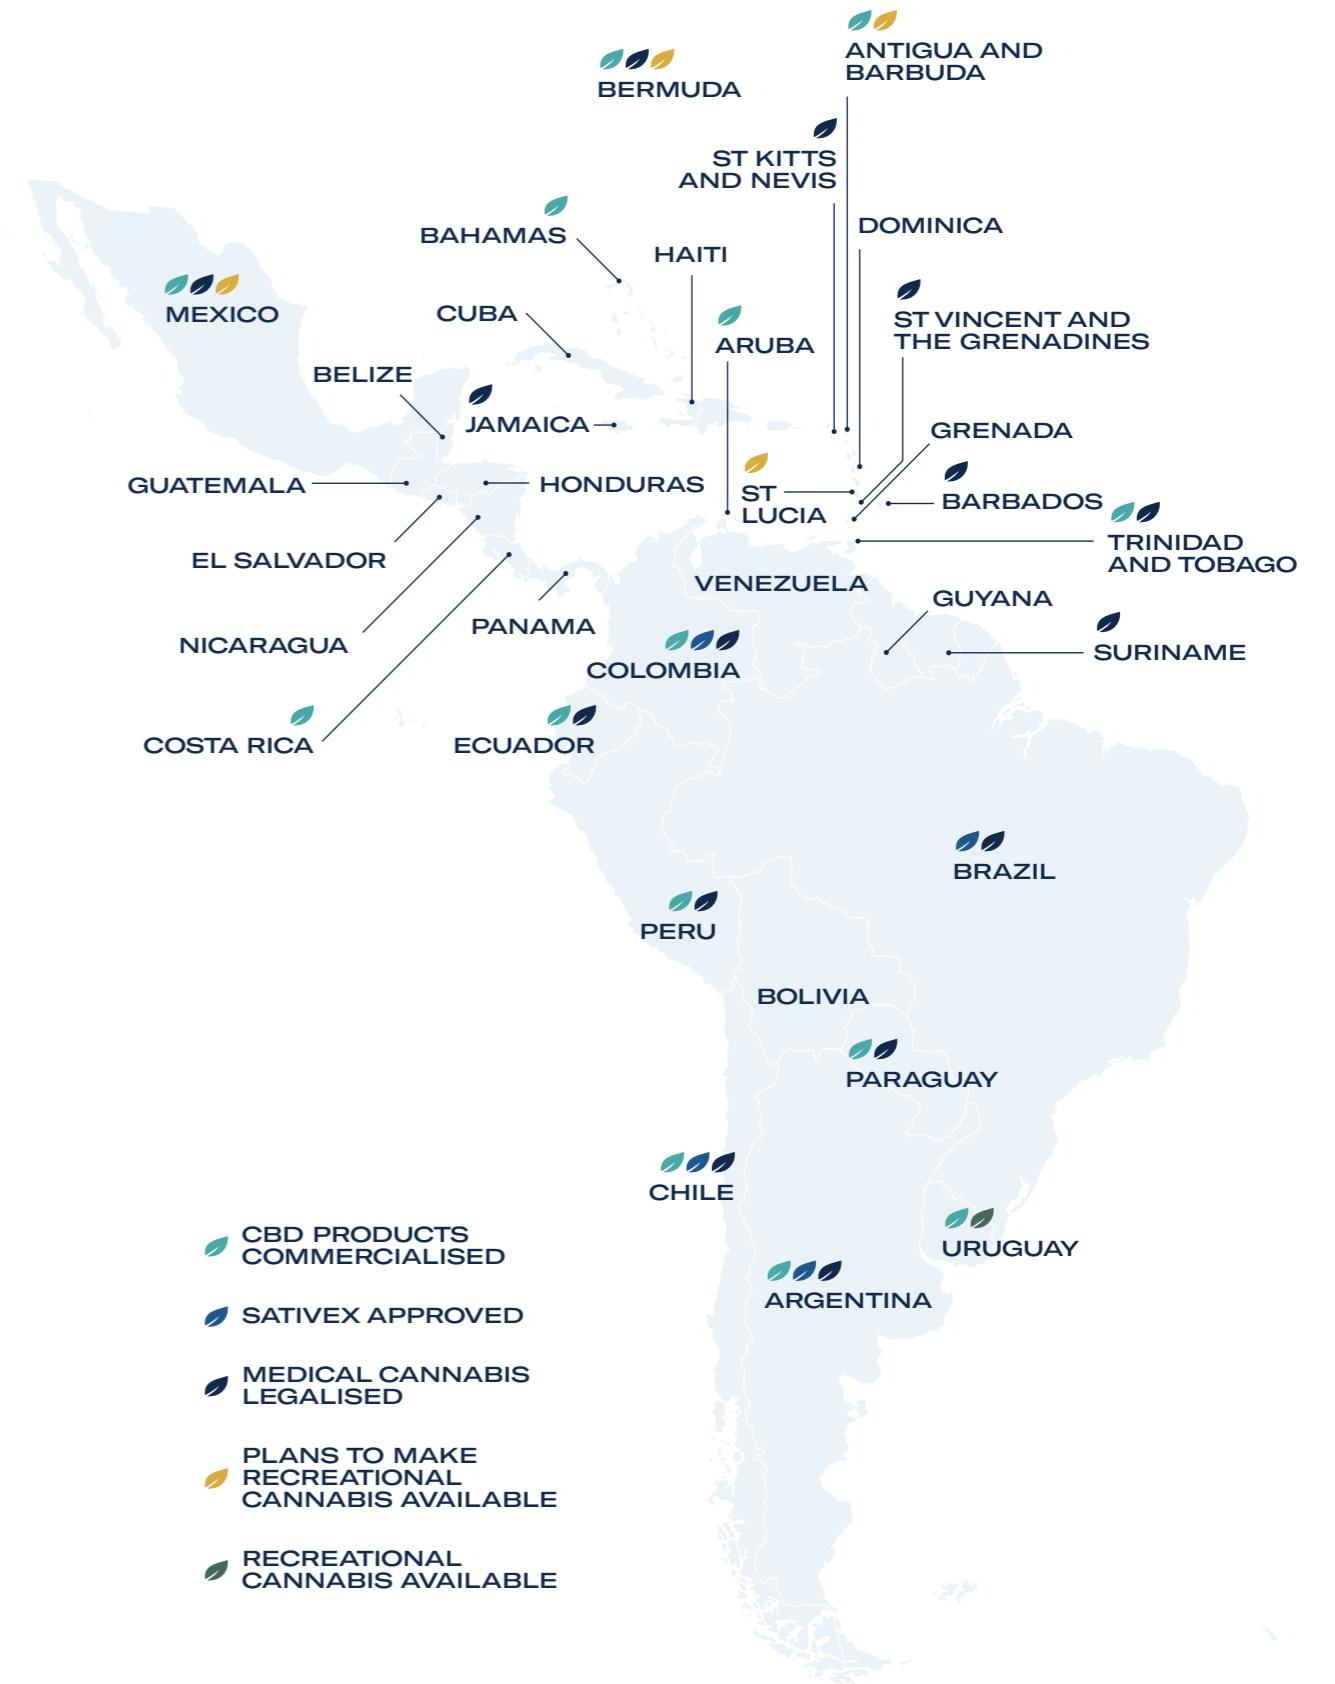 ANTIGUA AND
BARBUDA
BERMUDA
ST KITTS
AND NEVIS
DOMINICA
BAHAMAS
HAITI
MEXICO
CUBA
ARUBA
ST VINCENT AND
THE GRENADINES
BELIZE
JAMAICA
GRENADA
GUATEMALA
HONDURAS
ST
LUCIA
BARBADOS
TRINIDAD
AND TOBAGO
EL SALVADOR
VENEZUELA
GUYANA
NICARAGUA
PANAMA
COLOMBIA
SURINAME
COSTA RICA
ECUADOR
BRAZIL
PERU
BOLIVIA
PARAGUAY
CHILE
URUGUAY
ARGENTINA
CBD PRODUCTS
COMMERCIALISED
SATIVEX APPROVED
MEDICAL CANNABIS
LEGALISED
PLANS TO MAKE
RECREATIONAL
CANNABIS AVAILABLE
RECREATIONAL
CANNABIS AVAILABLE